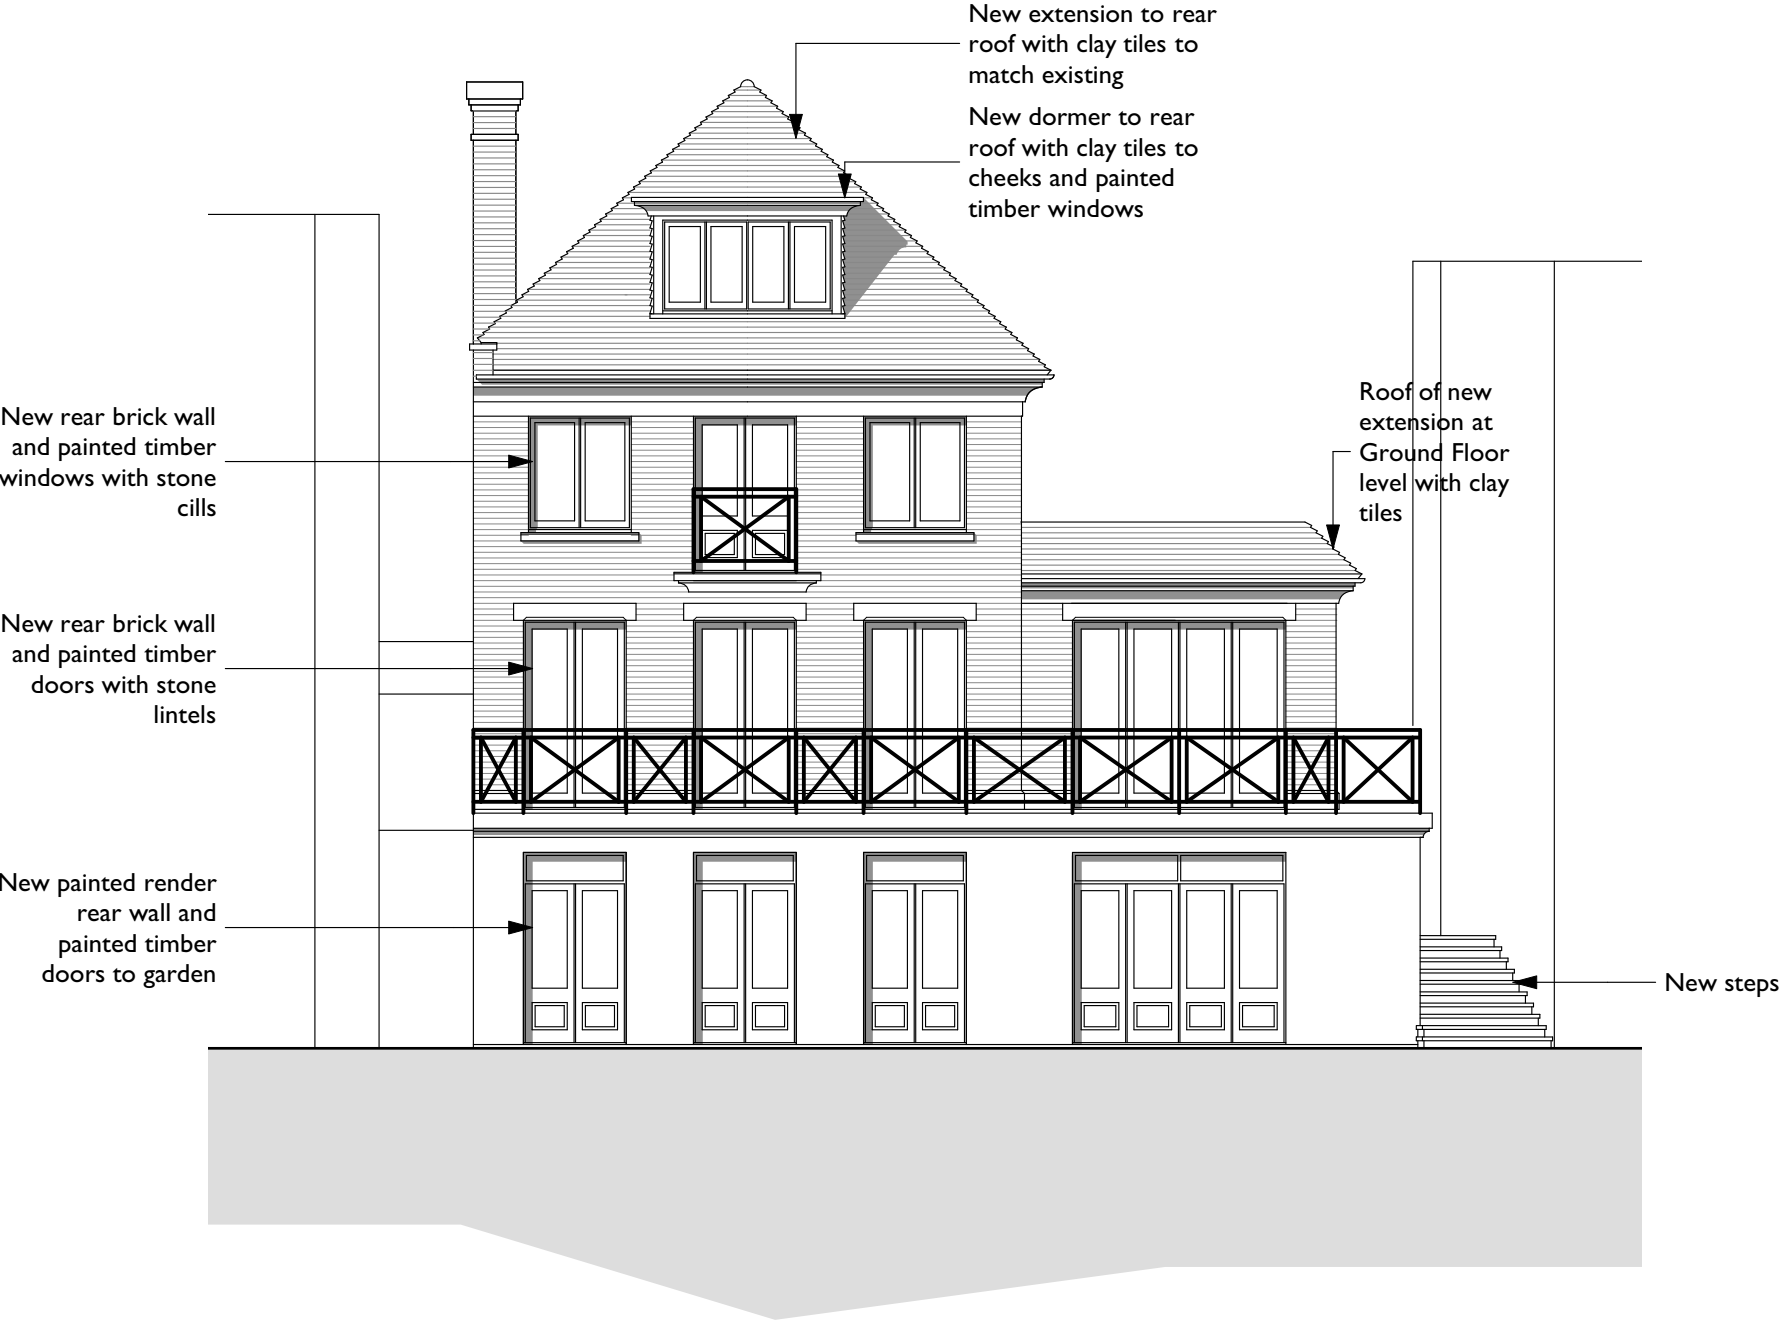 New extension to rear
roof with clay tiles to
match existing
New dormer to rear
roof with clay tiles to
cheeks and painted
timber windows
Roof of new
extension at
Ground Floor
level with clay
tiles
New rear brick wall
and painted timber
windows with stone
cills
New rear brick wall
and painted timber
doors with stone
lintels
New painted render
rear wall and
painted timber
doors to garden
New steps